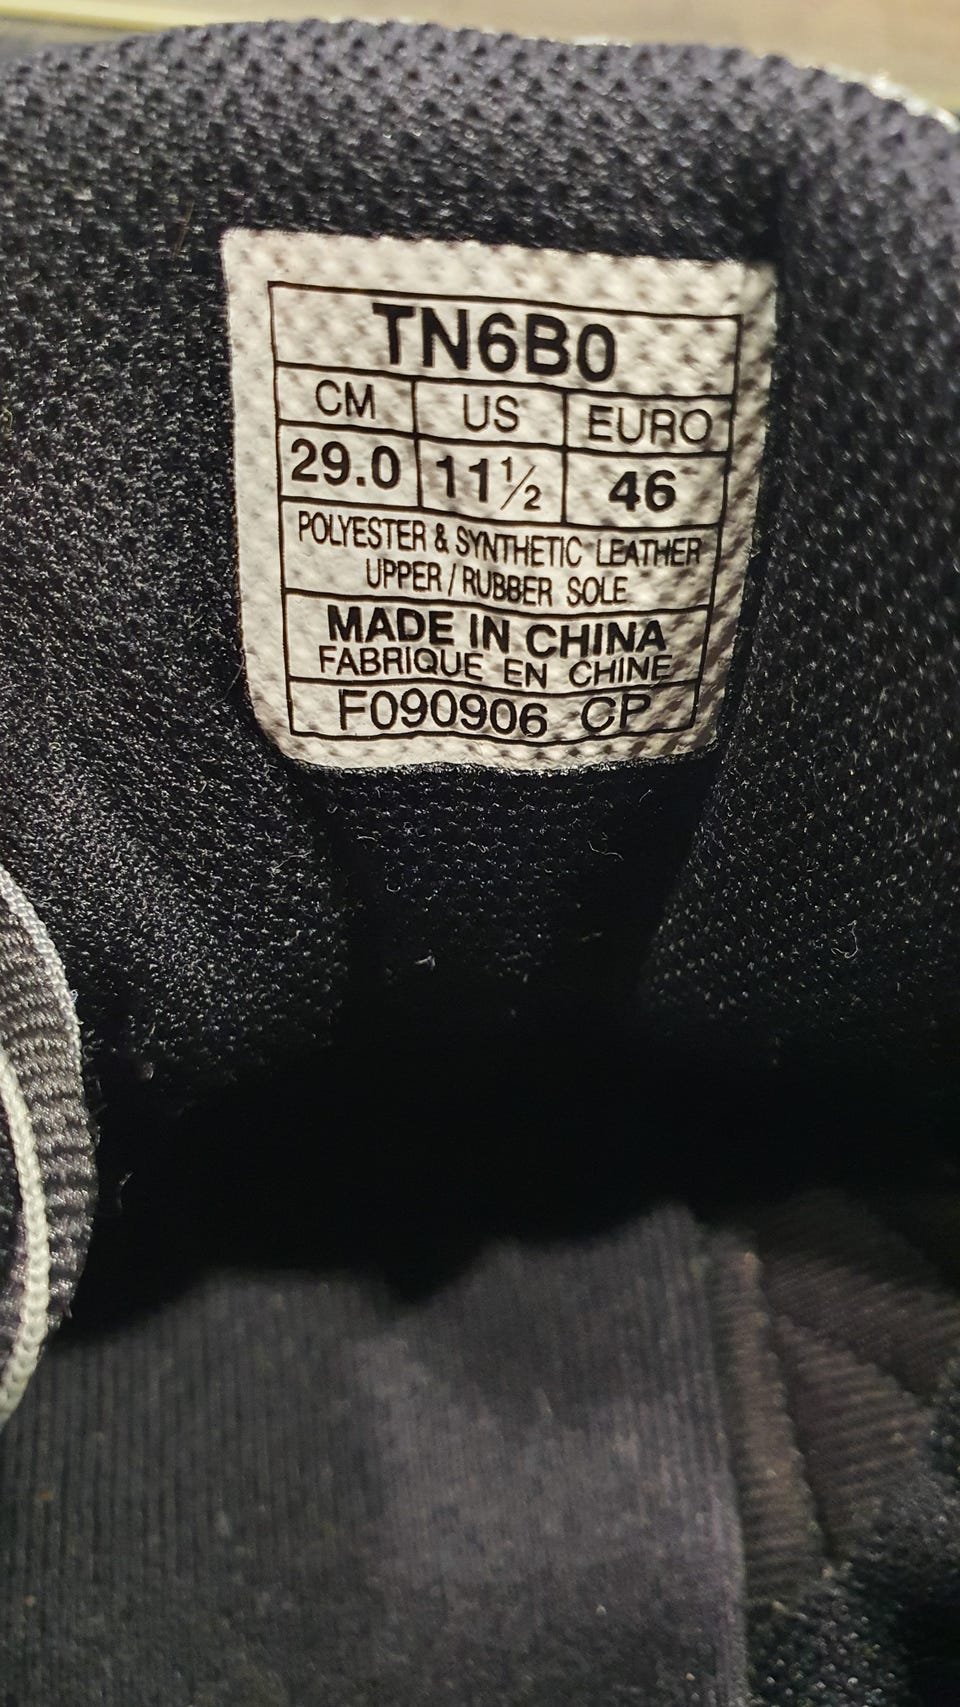 TN6B0
CM US EURO
29.0 11½ 46
POLYESTER & SYNTHETIC LEATHER
UPPER / RUBBER SOLE
MADE IN CHINA
FABRIQUE EN CHINE
F090906 CP